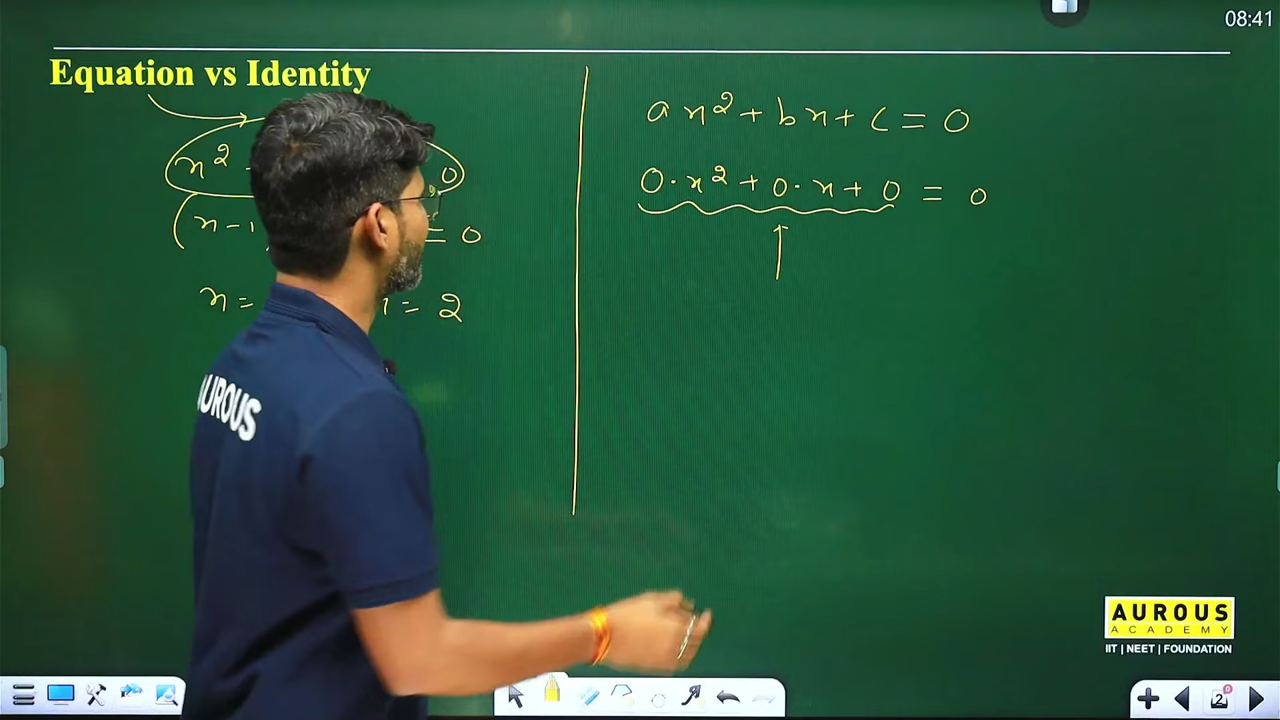 08:41
Equation vs Identity
x² - 0
(x-1 = 0
x = x = 2
ax² + bx + c = 0
0·x² + 0·x + 0 = 0
AUROUS
AUROUS
ACADEMY
IIT | NEET | FOUNDATION
2